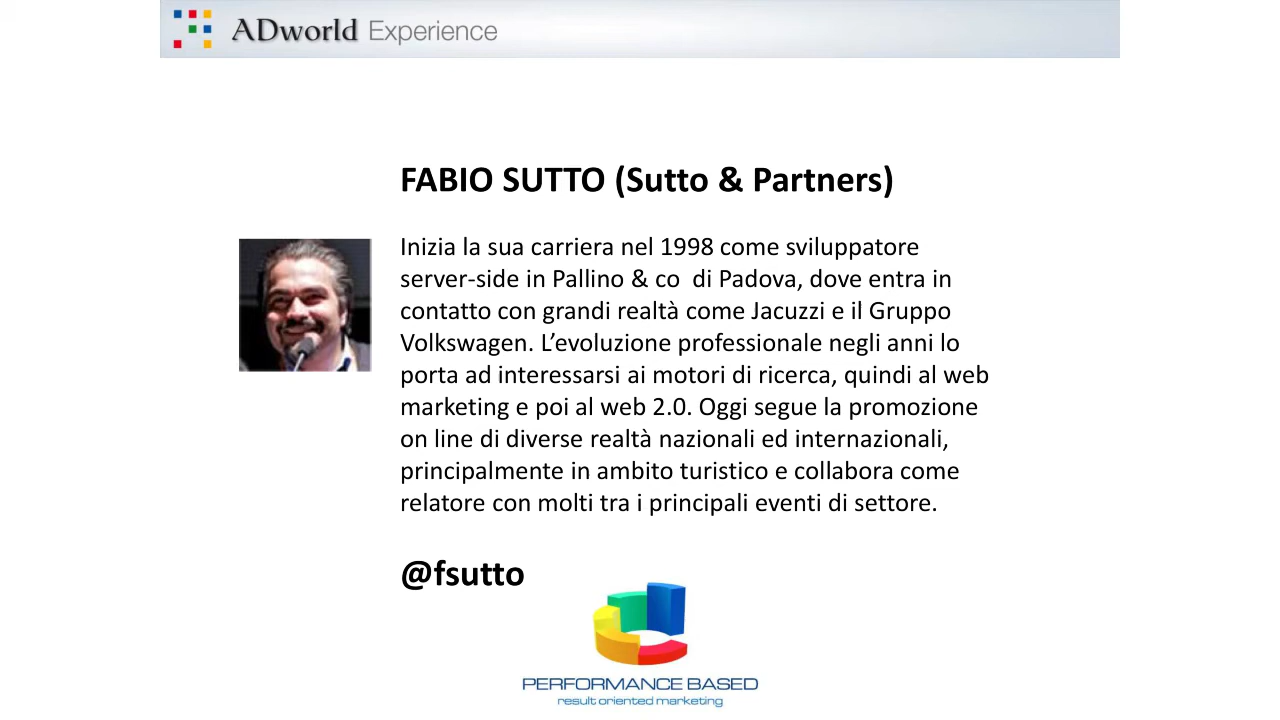 ADworld Experience
FABIO SUTTO (Sutto & Partners)
Inizia la sua carriera nel 1998 come sviluppatore
server-side in Pallino & co  di Padova, dove entra in
contatto con grandi realtà come Jacuzzi e il Gruppo
Volkswagen. L’evoluzione professionale negli anni lo
porta ad interessarsi ai motori di ricerca, quindi al web
marketing e poi al web 2.0. Oggi segue la promozione
on line di diverse realtà nazionali ed internazionali,
principalmente in ambito turistico e collabora come
relatore con molti tra i principali eventi di settore.
@fsutto
PERFORMANCE BASED
result oriented marketing